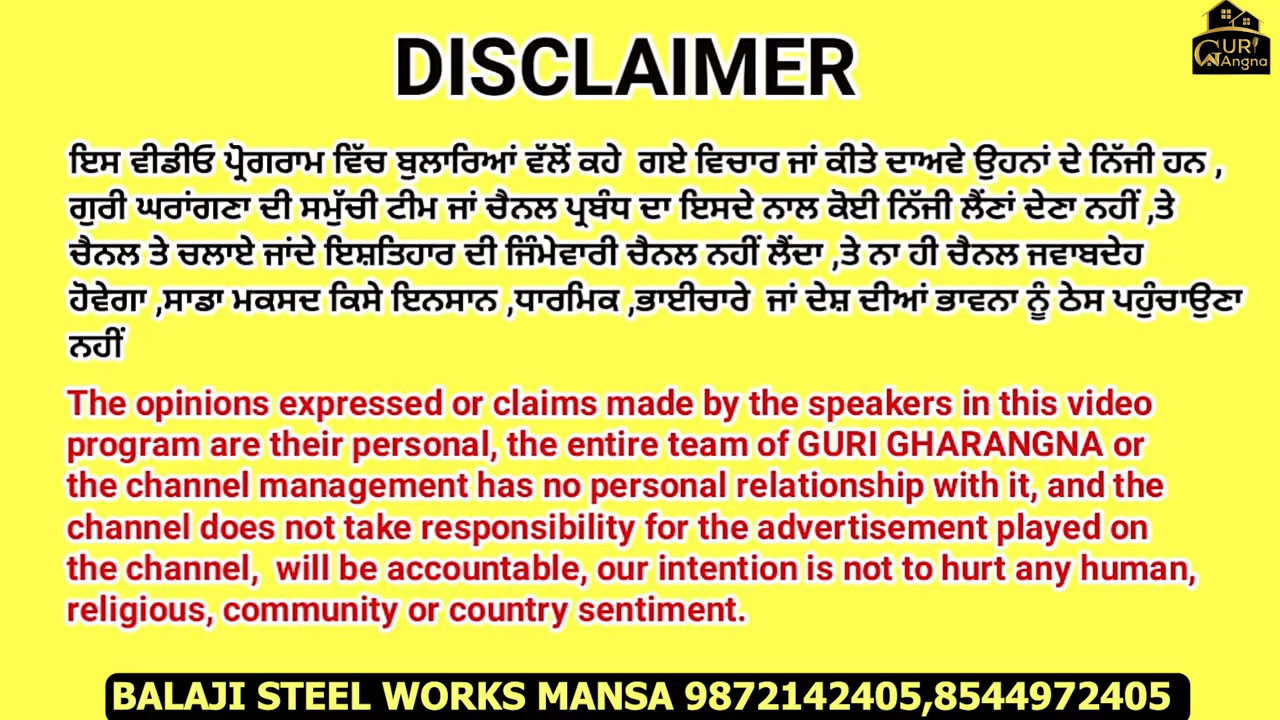 GURI
Angna
DISCLAIMER
ਇਸ ਵੀਡੀਓ ਪ੍ਰੋਗਰਾਮ ਵਿੱਚ ਬੁਲਾਰਿਆਂ ਵੱਲੋਂ ਕਹੇ ਗਏ ਵਿਚਾਰ ਜਾਂ ਕੀਤੇ ਦਾਅਵੇ ਉਹਨਾਂ ਦੇ ਨਿੱਜੀ ਹਨ ,
ਗੁਰੀ ਘਰਾਂਗਣਾ ਦੀ ਸਮੁੱਚੀ ਟੀਮ ਜਾਂ ਚੈਨਲ ਪ੍ਰਬੰਧ ਦਾ ਇਸਦੇ ਨਾਲ ਕੋਈ ਨਿੱਜੀ ਲੈਂਣਾਂ ਦੇਣਾ ਨਹੀਂ ,ਤੇ
ਚੈਨਲ ਤੇ ਚਲਾਏ ਜਾਂਦੇ ਇਸ਼ਤਿਹਾਰ ਦੀ ਜਿੰਮੇਵਾਰੀ ਚੈਨਲ ਨਹੀਂ ਲੈਂਦਾ ,ਤੇ ਨਾ ਹੀ ਚੈਨਲ ਜਵਾਬਦੇਹ
ਹੋਵੇਗਾ ,ਸਾਡਾ ਮਕਸਦ ਕਿਸੇ ਇਨਸਾਨ ,ਧਾਰਮਿਕ ,ਭਾਈਚਾਰੇ ਜਾਂ ਦੇਸ਼ ਦੀਆਂ ਭਾਵਨਾ ਨੂੰ ਠੇਸ ਪਹੁੰਚਾਉਣਾ
ਨਹੀਂ
The opinions expressed or claims made by the speakers in this video
program are their personal, the entire team of GURI GHARANGNA or
the channel management has no personal relationship with it, and the
channel does not take responsibility for the advertisement played on
the channel, will be accountable, our intention is not to hurt any human,
religious, community or country sentiment.
BALAJI STEEL WORKS MANSA 9872142405,8544972405